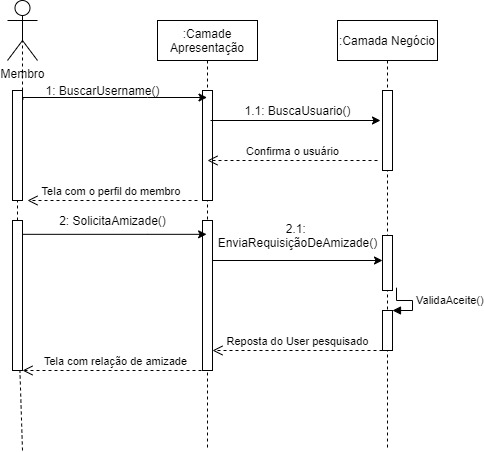 :Camade
Apresentação
:Camada Negócio
Membro
1: BuscarUsername()
1.1: BuscaUsuario()
Confirma o usuário
Tela com o perfil do membro
2: SolicitaAmizade()
2.1:
EnviaRequisiçãoDeAmizade()
ValidaAceite()
Reposta do User pesquisado
Tela com relação de amizade